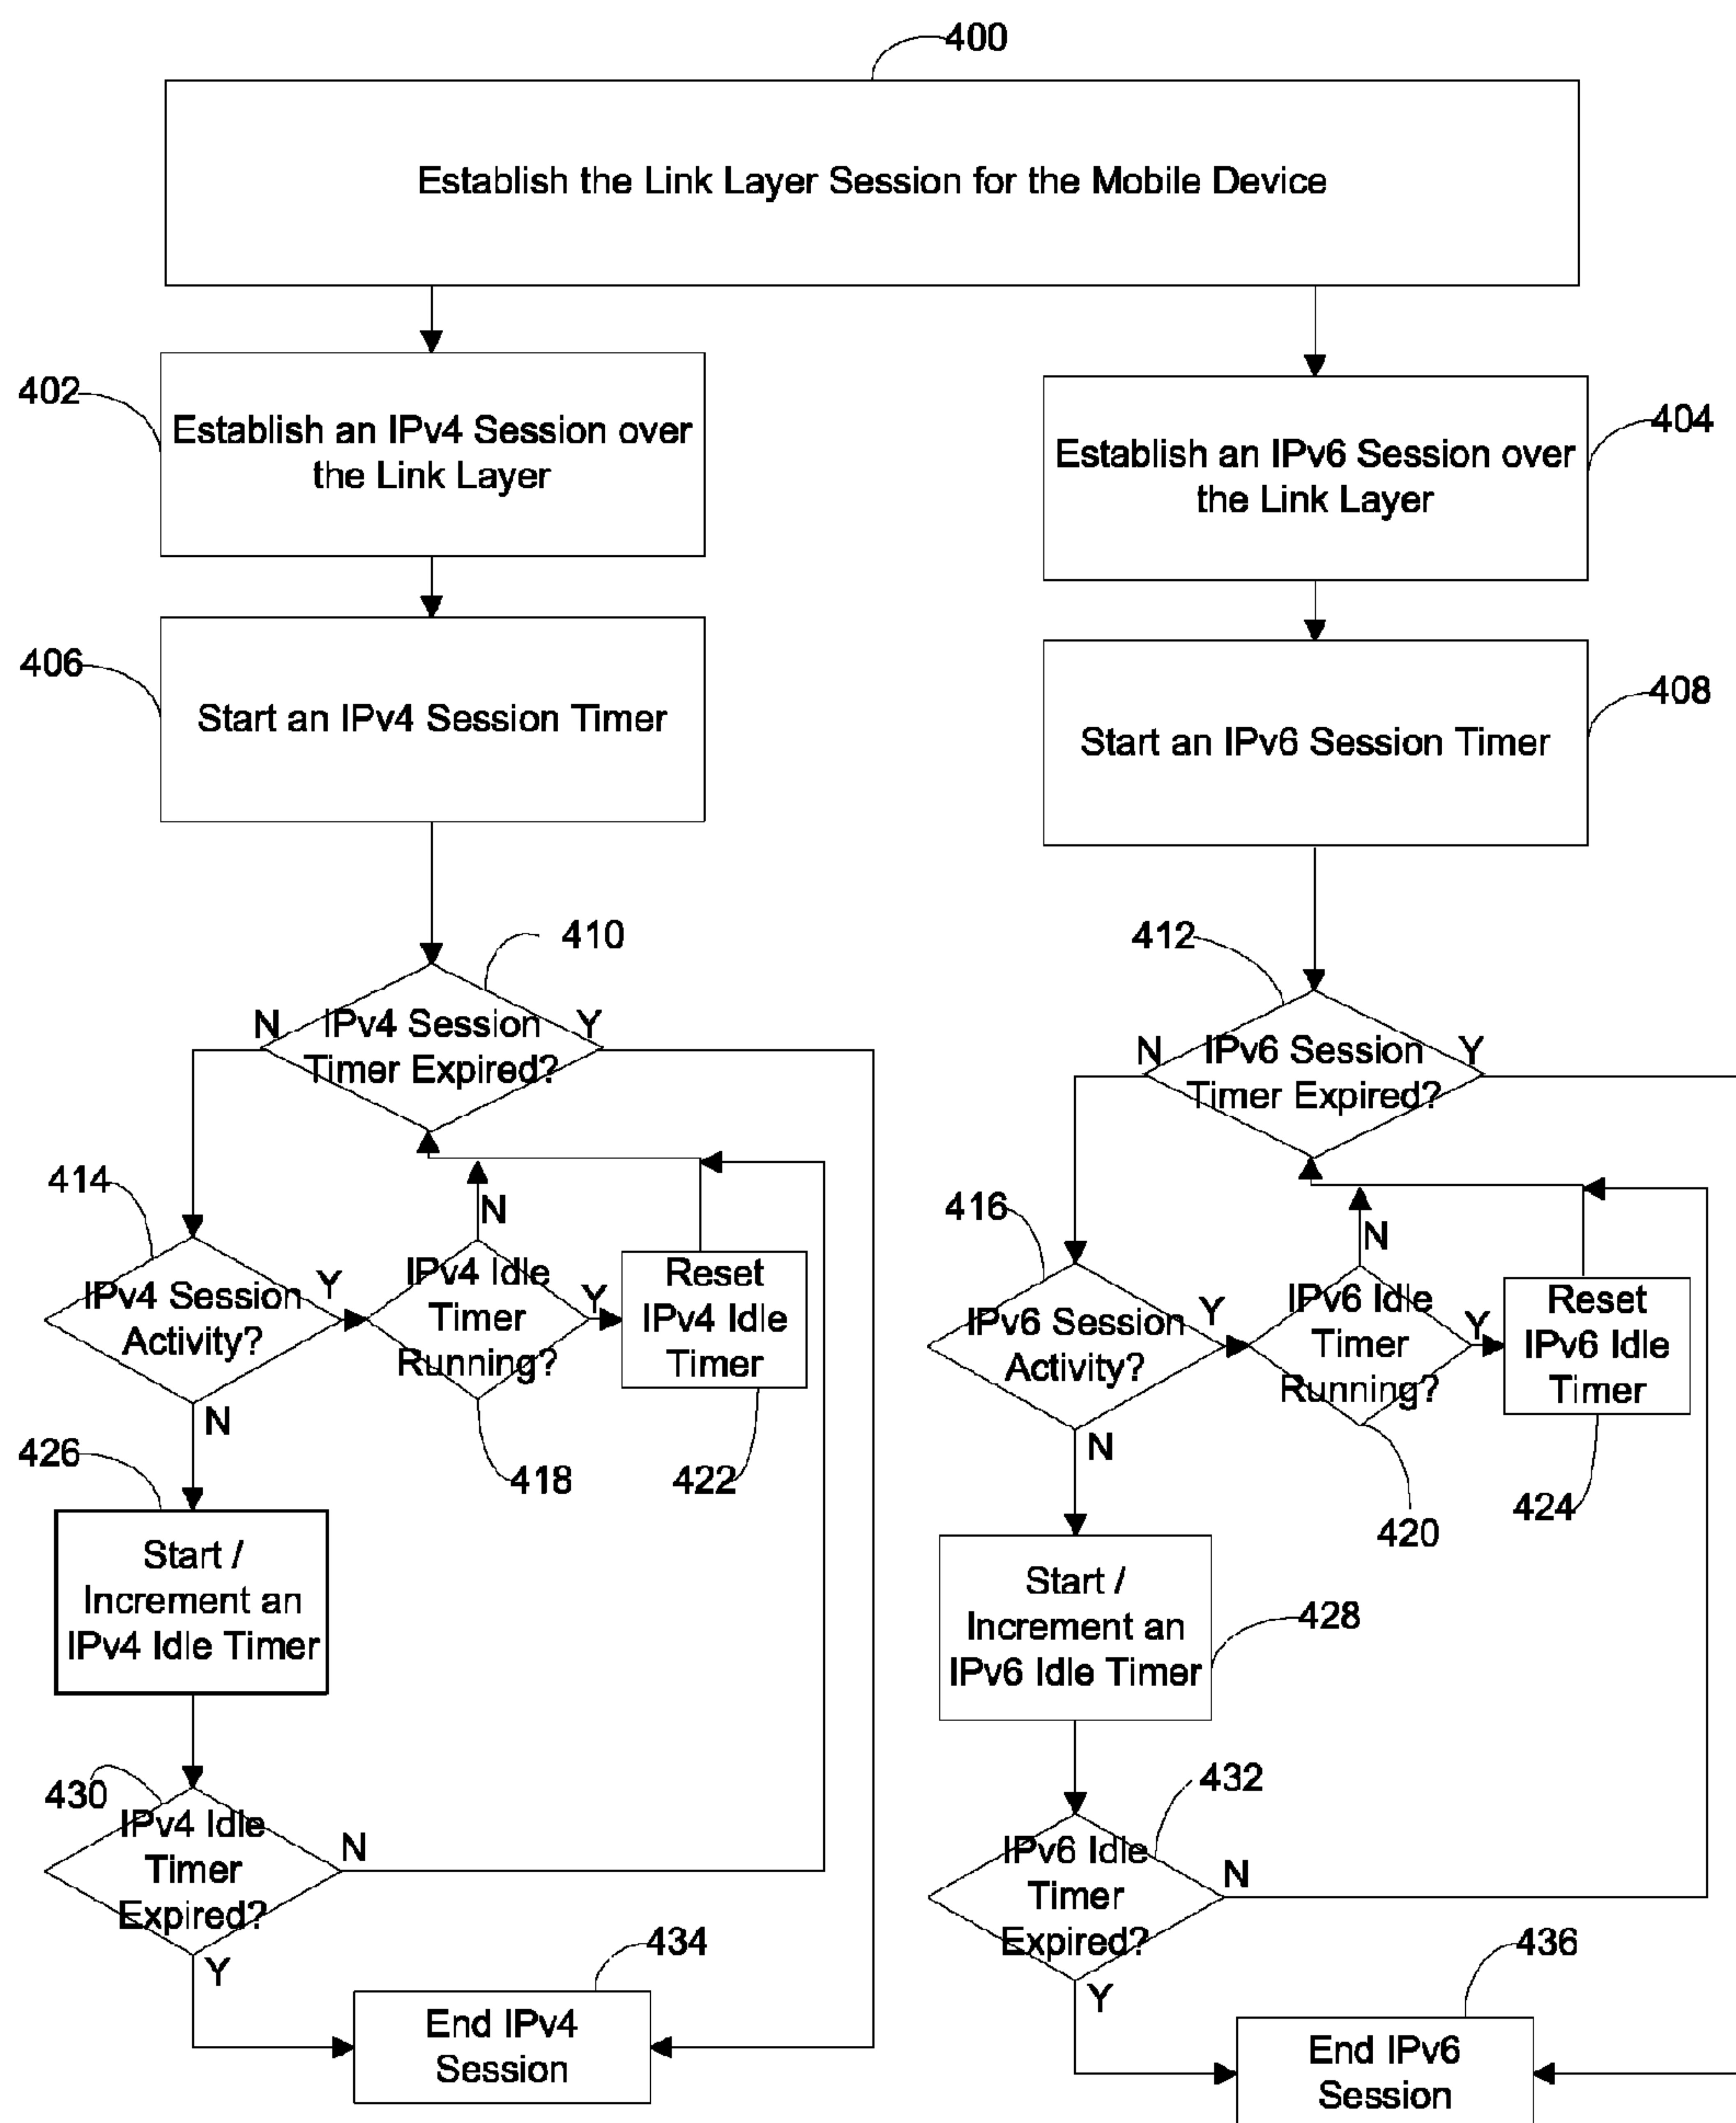 400
Establish the Link Layer Session for the Mobile Device
402
Establish an IPv4 Session over
the Link Layer
404
Establish an IPv6 Session over
the Link Layer
406
Start an IPv4 Session Timer
408
Start an IPv6 Session Timer
410
N
IPv4 Session
Timer Expired?
Y
412
N
IPv6 Session
Timer Expired?
Y
414
IPv4 Session
Activity?
Y
N
IPv4 Idle
Timer
Running?
N
Y
418
Reset
IPv4 Idle
Timer
422
416
IPv6 Session
Activity?
Y
N
IPv6 Idle
Timer
Running?
N
Y
420
Reset
IPv6 Idle
Timer
424
426
Start /
Increment an
IPv4 Idle Timer
428
Start /
Increment an
IPv6 Idle Timer
430
IPv4 Idle
Timer
Expired?
N
Y
432
IPv6 Idle
Timer
Expired?
N
Y
434
End IPv4
Session
436
End IPv6
Session